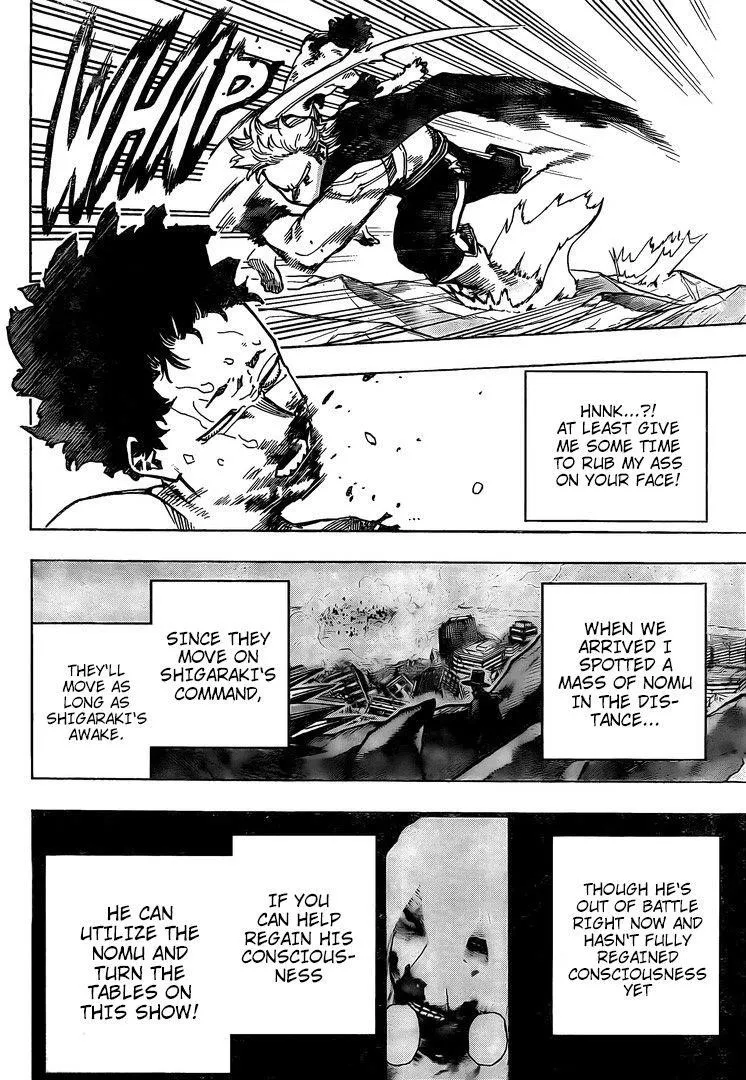 WHAP
HNNK...?!
AT LEAST GIVE
ME SOME TIME
TO RUB MY ASS
ON YOUR FACE!
WHEN WE
ARRIVED I
SPOTTED A
MASS OF NOMU
IN THE DIS-
TANCE...
SINCE THEY
MOVE ON
SHIGARAKI'S
COMMAND,
THEY'LL
MOVE AS
LONG AS
SHIGARAKI'S
AWAKE.
THOUGH HE'S
OUT OF BATTLE
RIGHT NOW AND
HASN'T FULLY
REGAINED
CONSCIOUSNESS
YET
IF YOU
CAN HELP
REGAIN HIS
CONSCIOUS-
NESS
HE CAN
UTILIZE THE
NOMU AND
TURN THE
TABLES ON
THIS SHOW!